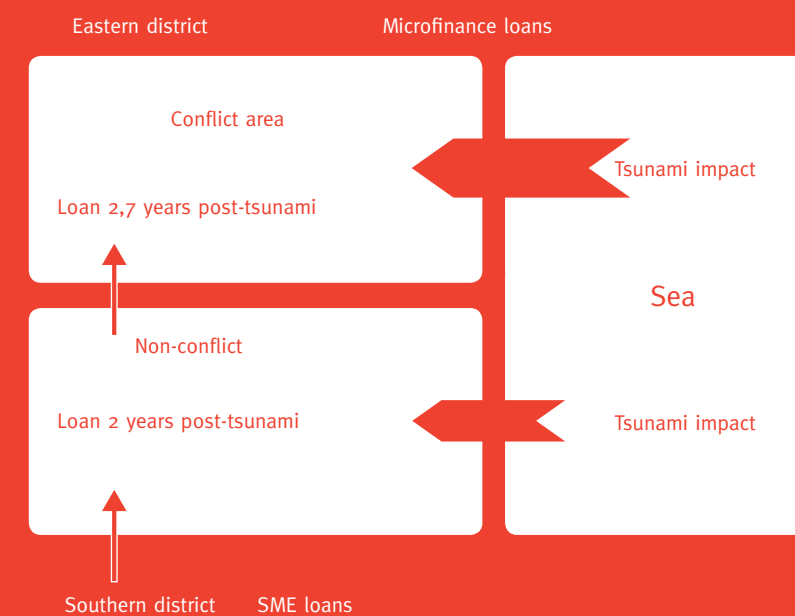 Eastern district
Microfinance loans
Conflict area
Tsunami impact
Loan 2,7 years post-tsunami
Sea
Non-conflict
Loan 2 years post-tsunami
Tsunami impact
Southern district
SME loans